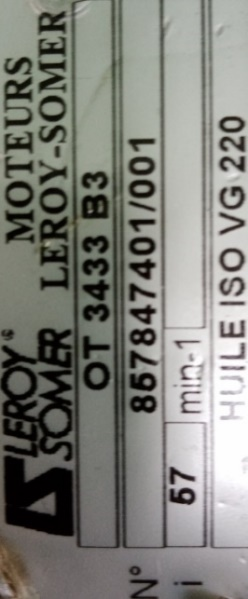 LEROY® SOMER
MOTEURS LEROY-SOMER
OT 3433 B3
N° 857847401/001
i 57 min-1
HUILE ISO VG 220